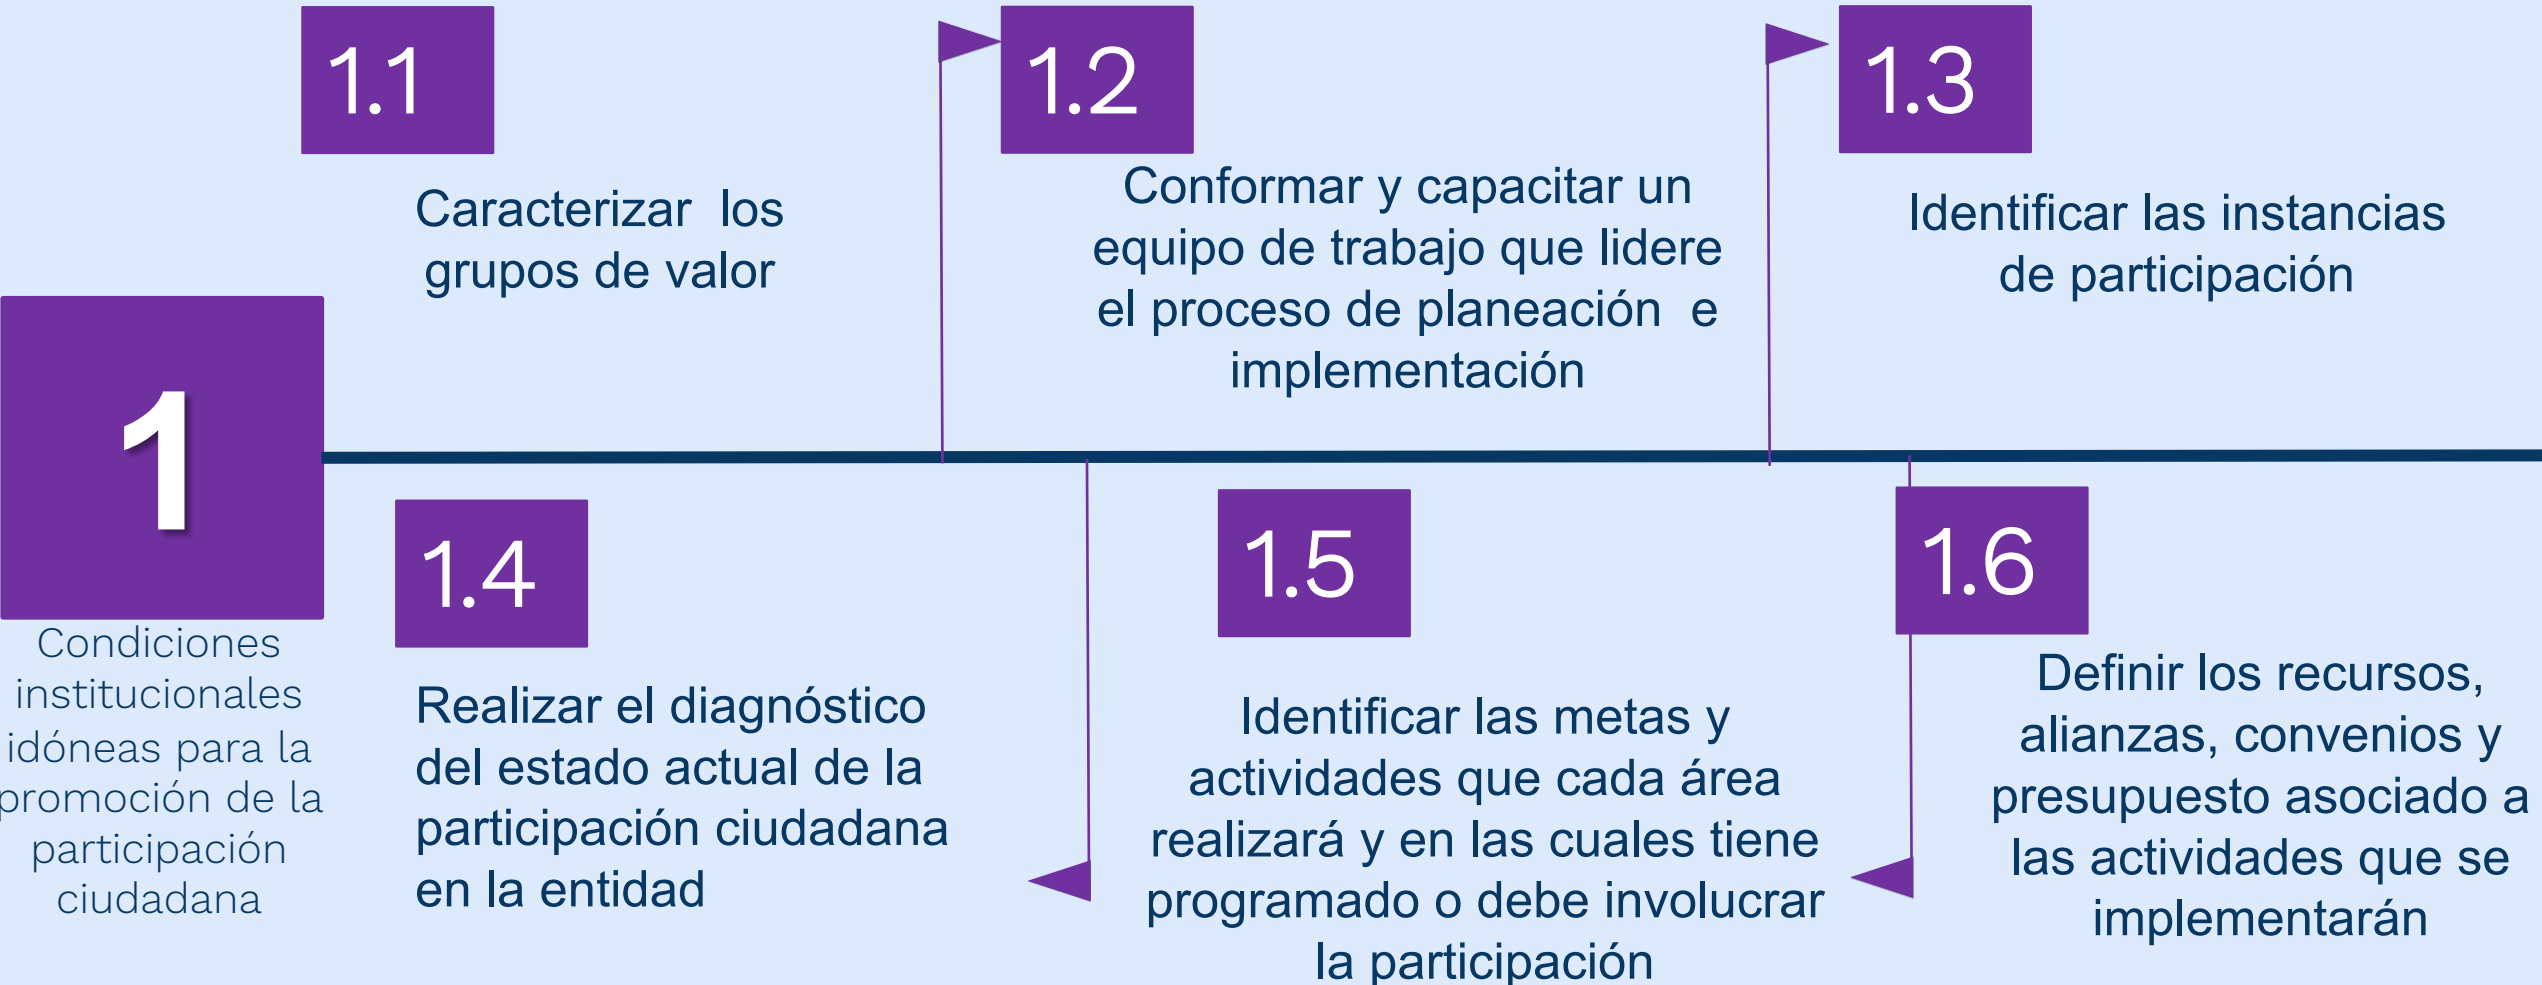 1
Condiciones
institucionales
idóneas para la
promoción de la
participación
ciudadana
1.1
Caracterizar los
grupos de valor
1.2
Conformar y capacitar un
equipo de trabajo que lidere
el proceso de planeación e
implementación
1.3
Identificar las instancias
de participación
1.4
Realizar el diagnóstico
del estado actual de la
participación ciudadana
en la entidad
1.5
Identificar las metas y
actividades que cada área
realizará y en las cuales tiene
programado o debe involucrar
la participación
1.6
Definir los recursos,
alianzas, convenios y
presupuesto asociado a
las actividades que se
implementarán